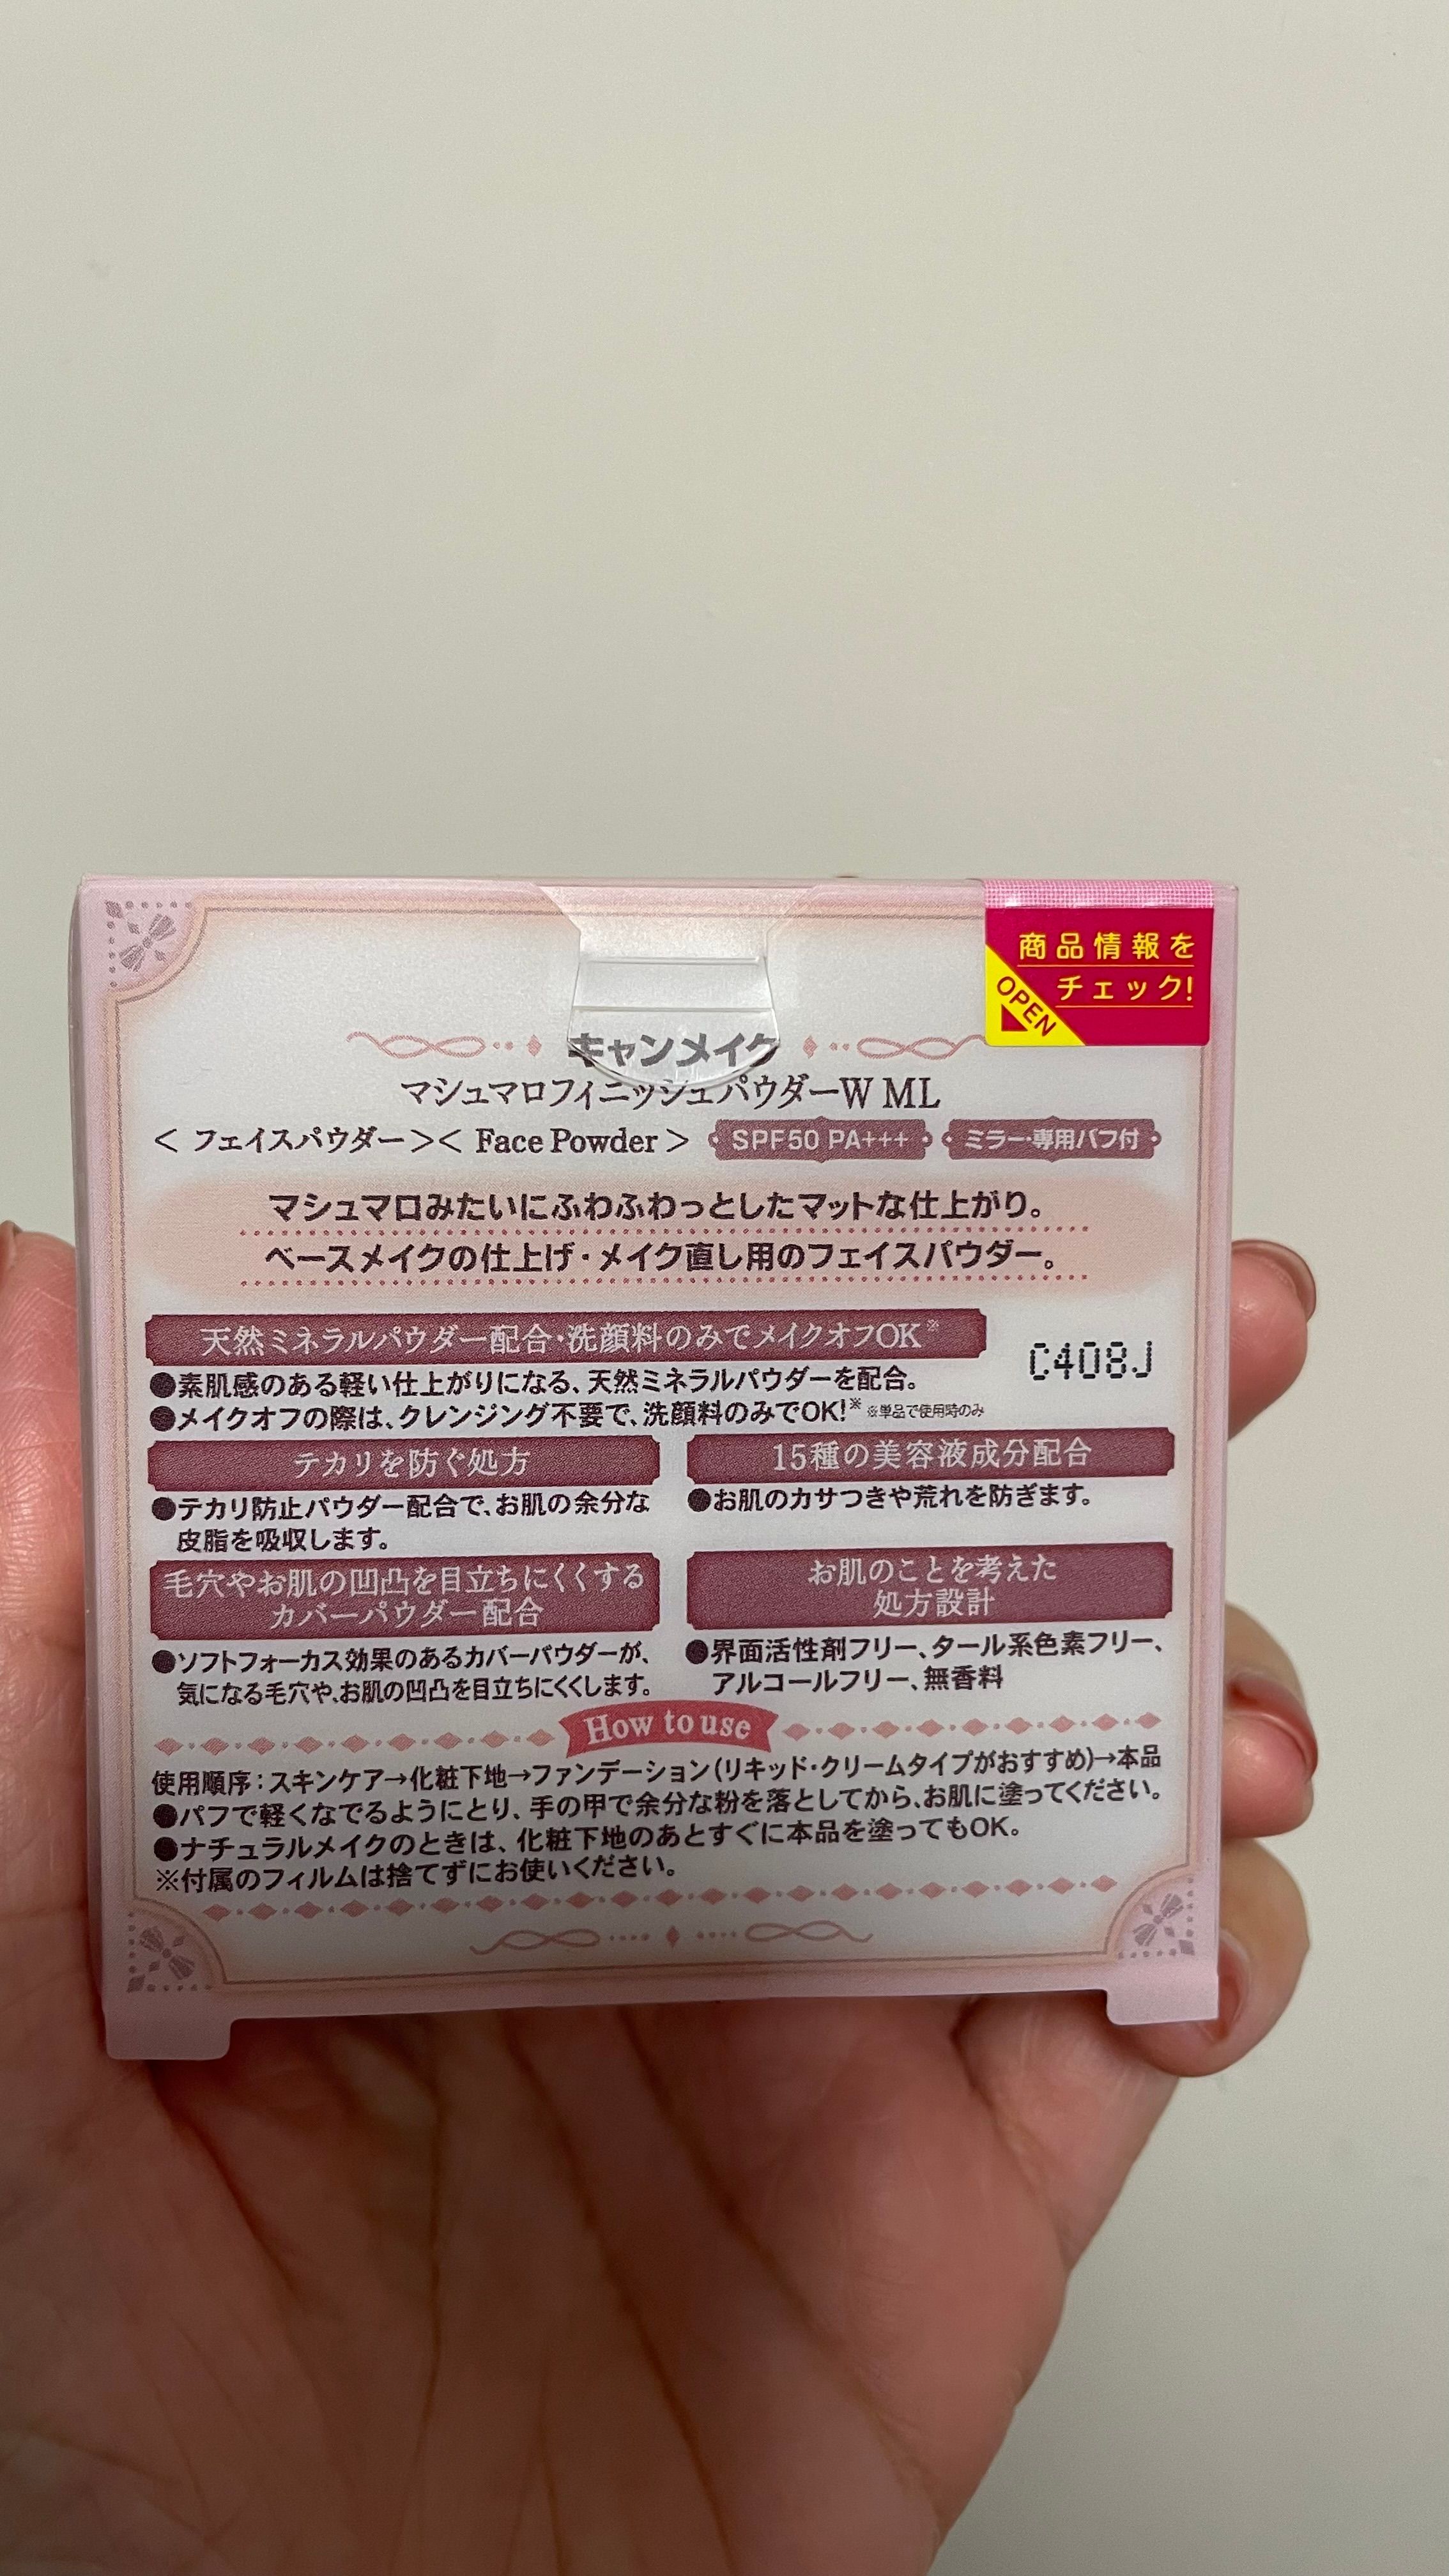 商品情報を
チェック!
OPEN
キャンメイク
マシュマロフィニッシュパウダーW ML
＜ フェイスパウダー ＞＜ Face Powder ＞ SPF50 PA+++ ミラー・専用パフ付
マシュマロみたいにふわふわっとしたマットな仕上がり。
ベースメイクの仕上げ・メイク直し用のフェイスパウダー。
天然ミネラルパウダー配合・洗顔料のみでメイクオフOK※
C408J
●素肌感のある軽い仕上がりになる、天然ミネラルパウダーを配合。
●メイクオフの際は、クレンジング不要で、洗顔料のみでOK!※ ※単品で使用時のみ
テカリを防ぐ処方
●テカリ防止パウダー配合で、お肌の余分な
皮脂を吸収します。
15種の美容液成分配合
●お肌のカサつきや荒れを防ぎます。
毛穴やお肌の凹凸を目立ちにくくする
カバーパウダー配合
●ソフトフォーカス効果のあるカバーパウダーが、
気になる毛穴や、お肌の凹凸を目立ちにくくします。
お肌のことを考えた
処方設計
●界面活性剤フリー、タール系色素フリー、
アルコールフリー、無香料
How to use
使用順序：スキンケア→化粧下地→ファンデーション（リキッド・クリームタイプがおすすめ）→本品
●パフで軽くなでるようにとり、手の甲で余分な粉を落としてから、お肌に塗ってください。
●ナチュラルメイクのときは、化粧下地のあとすぐに本品を塗ってもOK。
※付属のフィルムは捨てずにお使いください。